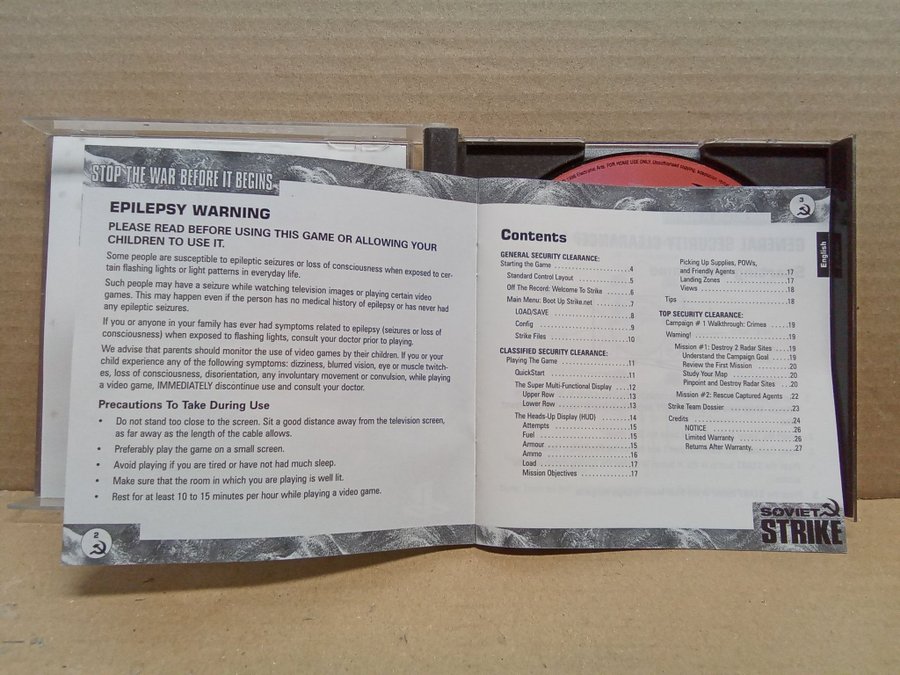 © 1996 Electronic Arts. FOR HOME USE ONLY. Unauthorised copying, adaptation,
STOP THE WAR BEFORE IT BEGINS
EPILEPSY WARNING
PLEASE READ BEFORE USING THIS GAME OR ALLOWING YOUR
CHILDREN TO USE IT.
Some people are susceptible to epileptic seizures or loss of consciousness when exposed to cer-
tain flashing lights or light patterns in everyday life.
Such people may have a seizure while watching television images or playing certain video
games. This may happen even if the person has no medical history of epilepsy or has never had
any epileptic seizures.
If you or anyone in your family has ever had symptoms related to epilepsy (seizures or loss of
consciousness) when exposed to flashing lights, consult your doctor prior to playing.
We advise that parents should monitor the use of video games by their children. If you or your
child experience any of the following symptoms: dizziness, blurred vision, eye or muscle twitch-
es, loss of consciousness, disorientation, any involuntary movement or convulsion, while playing
a video game, IMMEDIATELY discontinue use and consult your doctor.
Precautions To Take During Use
• Do not stand too close to the screen. Sit a good distance away from the television screen,
as far away as the length of the cable allows.
• Preferably play the game on a small screen.
• Avoid playing if you are tired or have not had much sleep.
• Make sure that the room in which you are playing is well lit.
• Rest for at least 10 to 15 minutes per hour while playing a video game.
2
3
English
Contents
GENERAL SECURITY CLEARANCE:
Starting the Game ....................4
Standard Control Layout ...............5
Off The Record: Welcome To Strike .......6
Main Menu: Boot Up Strike.net ..........7
LOAD/SAVE ........................8
Config ............................9
Strike Files .......................10
CLASSIFIED SECURITY CLEARANCE:
Playing The Game ....................11
QuickStart .........................11
The Super Multi-Functional Display ....12
Upper Row ........................13
Lower Row ........................13
The Heads-Up Display (HUD) ..........14
Attempts .........................15
Fuel .............................15
Armour ...........................15
Ammo .............................16
Load .............................17
Mission Objectives ................17
Picking Up Supplies, POWs,
and Friendly Agents ...............17
Landing Zones .....................17
Views .............................18
Tips ...............................18
TOP SECURITY CLEARANCE:
Campaign # 1 Walkthrough: Crimea ......19
Warning! ............................19
Mission #1: Destroy 2 Radar Sites .....19
Understand the Campaign Goal .....19
Review the First Mission ..........20
Study Your Map ....................20
Pinpoint and Destroy Radar Sites ..20
Mission #2: Rescue Captured Agents ..22
Strike Team Dossier ..................23
Credits .............................24
NOTICE ...........................26
Limited Warranty .................26
Returns After Warranty. ...........27
SOVIET
STRIKE